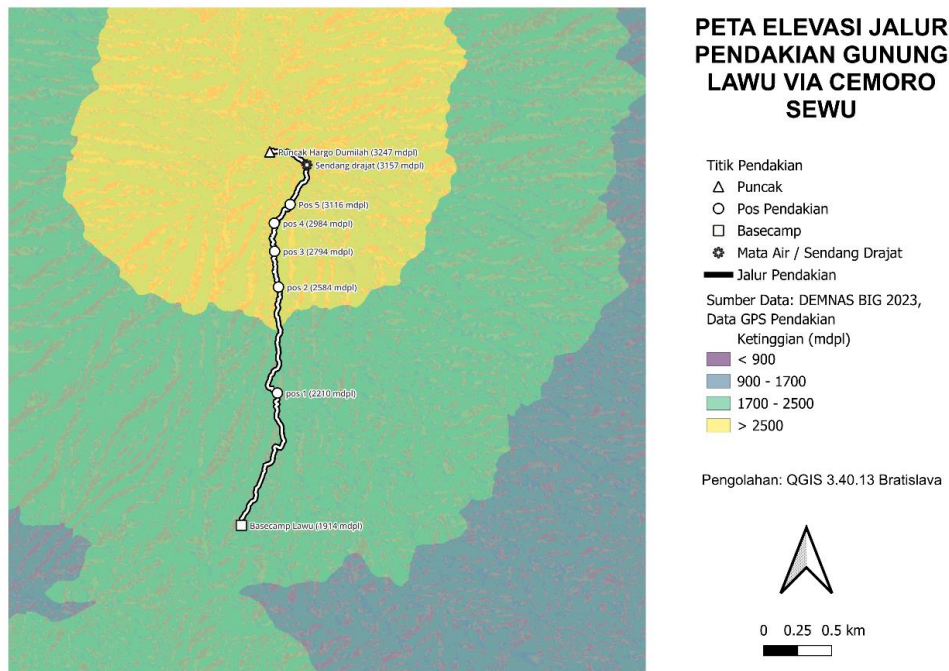 PETA ELEVASI JALUR
PENDAKIAN GUNUNG
LAWU VIA CEMORO
SEWU
Puncak Hargo Dumilah (3247 mdpl)
Sendang drajat (3157 mdpl)
Pos 5 (3116 mdpl)
pos 4 (2984 mdpl)
pos 3 (2794 mdpl)
pos 2 (2584 mdpl)
pos 1 (2210 mdpl)
Basecamp Lawu (1914 mdpl)
Titik Pendakian
Puncak
Pos Pendakian
Basecamp
Mata Air / Sendang Drajat
Jalur Pendakian
Sumber Data: DEMNAS BIG 2023,
Data GPS Pendakian
Ketinggian (mdpl)
< 900
900 - 1700
1700 - 2500
> 2500
Pengolahan: QGIS 3.40.13 Bratislava
0 0.25 0.5 km